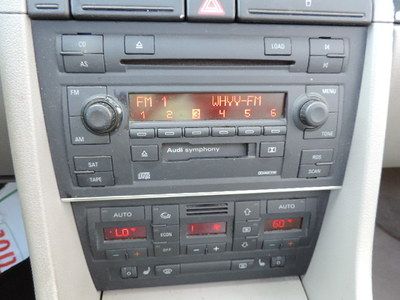 CD LOAD
AS
FM MENU
FM 1 WHYY-FM
1 2 3 4 5 6
AM TONE
SAT Audi symphony RDS
TAPE SCAN
AUTO AUTO
LO ECON 60
OFF